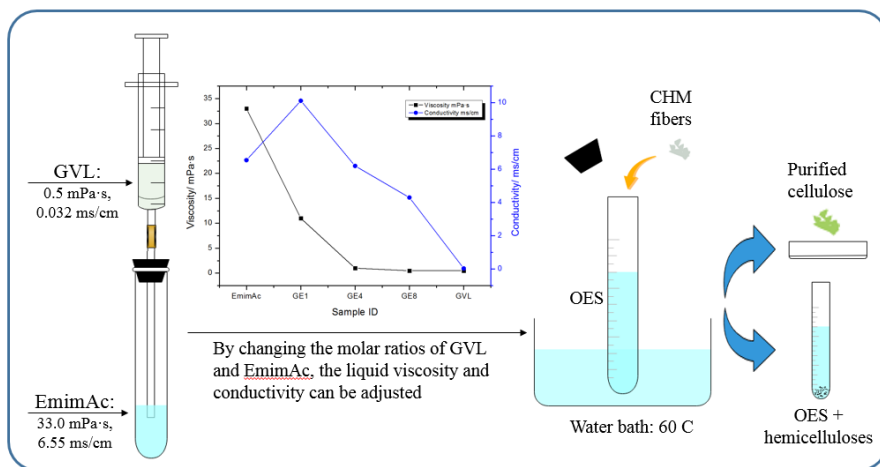 GVL:
0.5 mPa·s,
0.032 ms/cm
EmimAc:
33.0 mPa·s,
6.55 ms/cm
Viscosity/ mPa·s
35
30
25
20
15
10
5
0
Viscosity mPa·s
Conductivity ms/cm
10
8
6
4
2
0
Conductivity/ ms/cm
EmimAc GE1 GE4 GE8 GVL
Sample ID
By changing the molar ratios of GVL
and EmimAc, the liquid viscosity and
conductivity can be adjusted
CHM
fibers
OES
Water bath: 60 C
Purified
cellulose
OES +
hemicelluloses